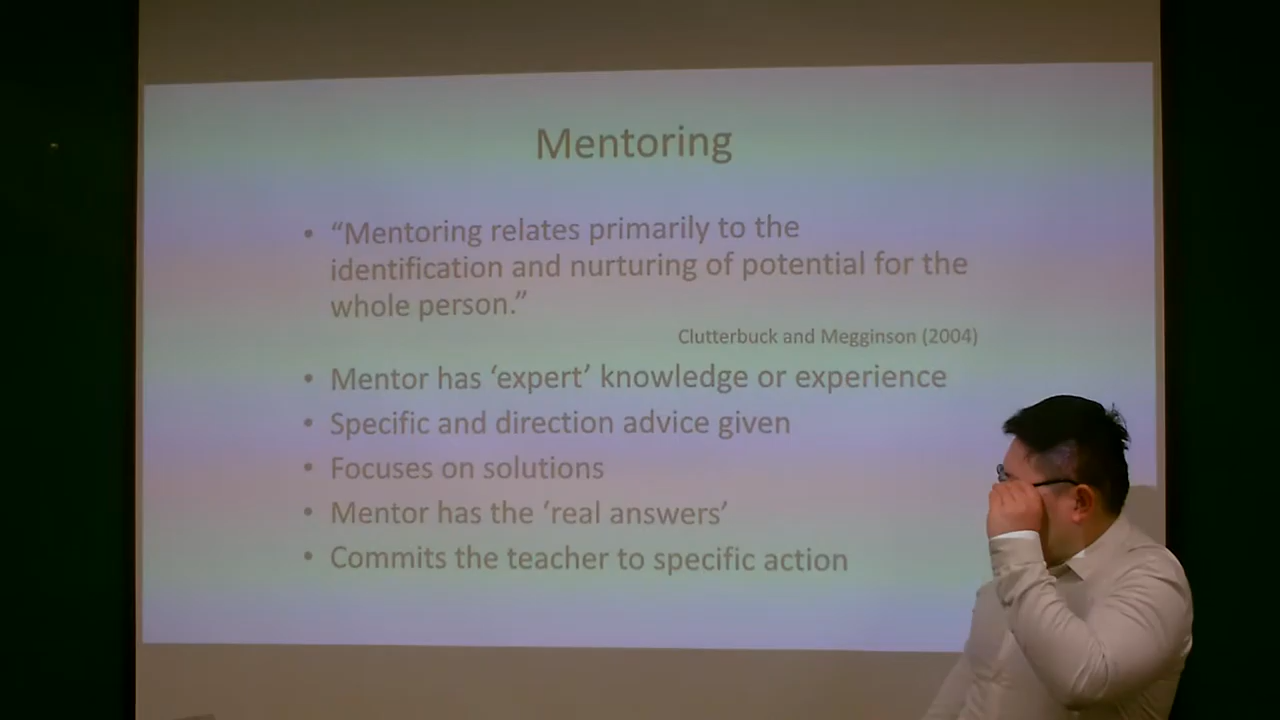 Mentoring
• “Mentoring relates primarily to the
identification and nurturing of potential for the
whole person.”
Clutterbuck and Megginson (2004)
• Mentor has ‘expert’ knowledge or experience
• Specific and direction advice given
• Focuses on solutions
• Mentor has the ‘real answers’
• Commits the teacher to specific action